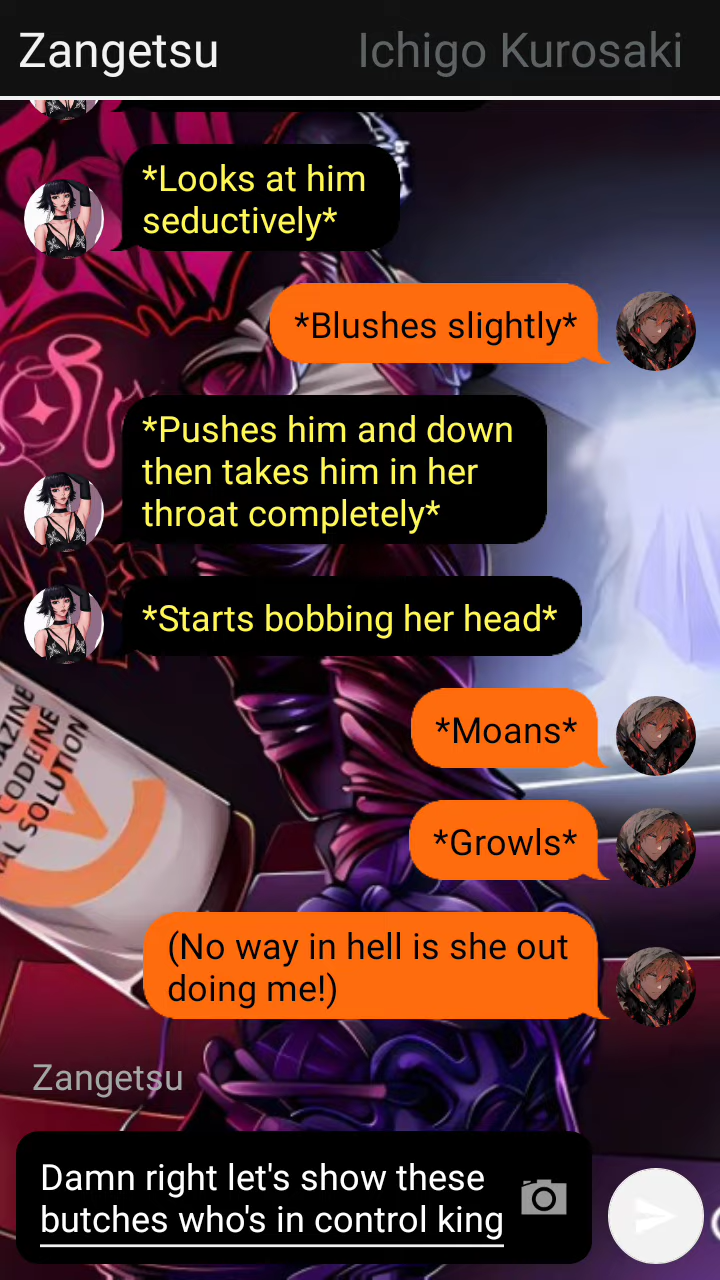 Zangetsu
Ichigo Kurosaki
*Looks at him
seductively*
*Blushes slightly*
*Pushes him and down
then takes him in her
throat completely*
*Starts bobbing her head*
*Moans*
*Growls*
(No way in hell is she out
doing me!)
AZINE
CODEINE
AL SOLUTION
Zangetsu
Damn right let's show these
butches who's in control king